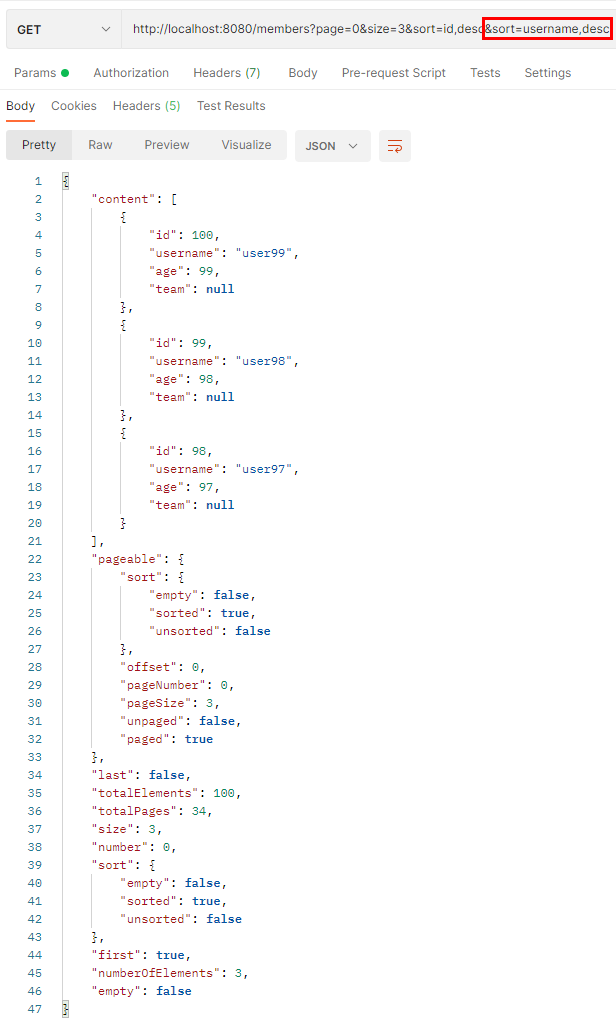 GET http://localhost:8080/members?page=0&size=3&sort=id,desc&sort=username,desc
Params Authorization Headers (7) Body Pre-request Script Tests Settings
Body Cookies Headers (5) Test Results
Pretty Raw Preview Visualize JSON
1 {
2 "content": [
3 {
4 "id": 100,
5 "username": "user99",
6 "age": 99,
7 "team": null
8 },
9 {
10 "id": 99,
11 "username": "user98",
12 "age": 98,
13 "team": null
14 },
15 {
16 "id": 98,
17 "username": "user97",
18 "age": 97,
19 "team": null
20 }
21 ],
22 "pageable": {
23 "sort": {
24 "empty": false,
25 "sorted": true,
26 "unsorted": false
27 },
28 "offset": 0,
29 "pageNumber": 0,
30 "pageSize": 3,
31 "unpaged": false,
32 "paged": true
33 },
34 "last": false,
35 "totalElements": 100,
36 "totalPages": 34,
37 "size": 3,
38 "number": 0,
39 "sort": {
40 "empty": false,
41 "sorted": true,
42 "unsorted": false
43 },
44 "first": true,
45 "numberOfElements": 3,
46 "empty": false
47 }